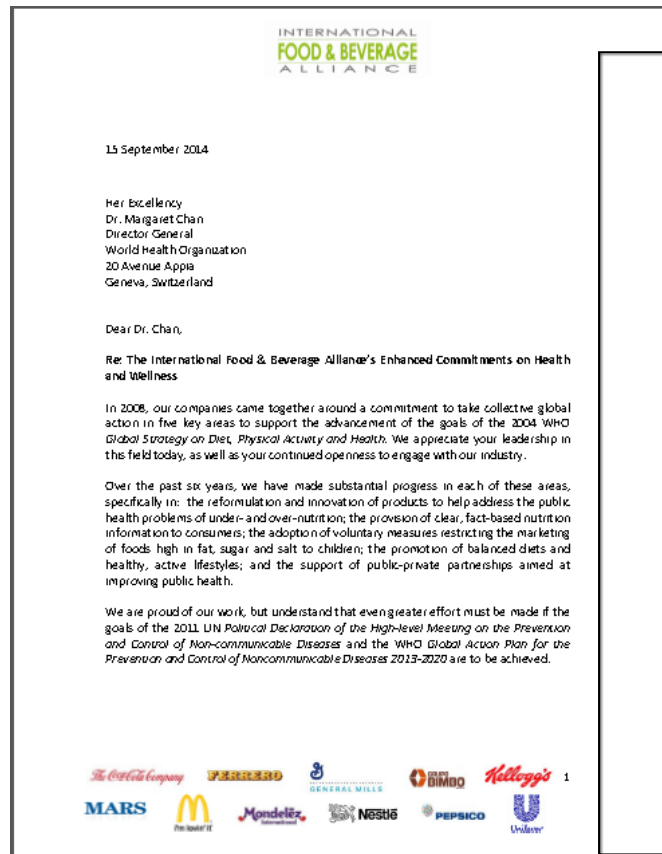 INTERNATIONAL
FOOD & BEVERAGE
ALLIANCE
15 September 2014
Her Excellency
Dr. Margaret Chan
Director General
World Health Organization
20 Avenue Appia
Geneva, Switzerland
Dear Dr. Chan,
Re: The International Food & Beverage Alliance's Enhanced Commitments on Health
and Wellness
In 2008, our companies came together around a commitment to take collective global
action in five key areas to support the advancement of the goals of the 2004 WHO
Global Strategy on Diet, Physical Activity and Health. We appreciate your leadership in
this field today, as well as your continued openness to engage with our industry.
Over the past six years, we have made substantial progress in each of these areas,
specifically in: the reformulation and innovation of products to help address the public
health problems of under- and over-nutrition; the provision of clear, fact-based nutrition
information to consumers; the adoption of voluntary measures restricting the marketing
of foods high in fat, sugar and salt to children; the promotion of balanced diets and
healthy, active lifestyles; and the support of public-private partnerships aimed at
improving public health.
We are proud of our work, but understand that even greater effort must be made if the
goals of the 2011 UN Political Declaration of the High-level Meeting on the Prevention
and Control of Non-communicable Diseases and the WHO Global Action Plan for the
Prevention and Control of Noncommunicable Diseases 2013-2020 are to be achieved.
The Coca-Cola Company FERRERO GENERAL MILLS GRUPO BIMBO Kellogg's 1
MARS i'm lovin' it Mondelēz International Nestlé PEPSICO Unilever